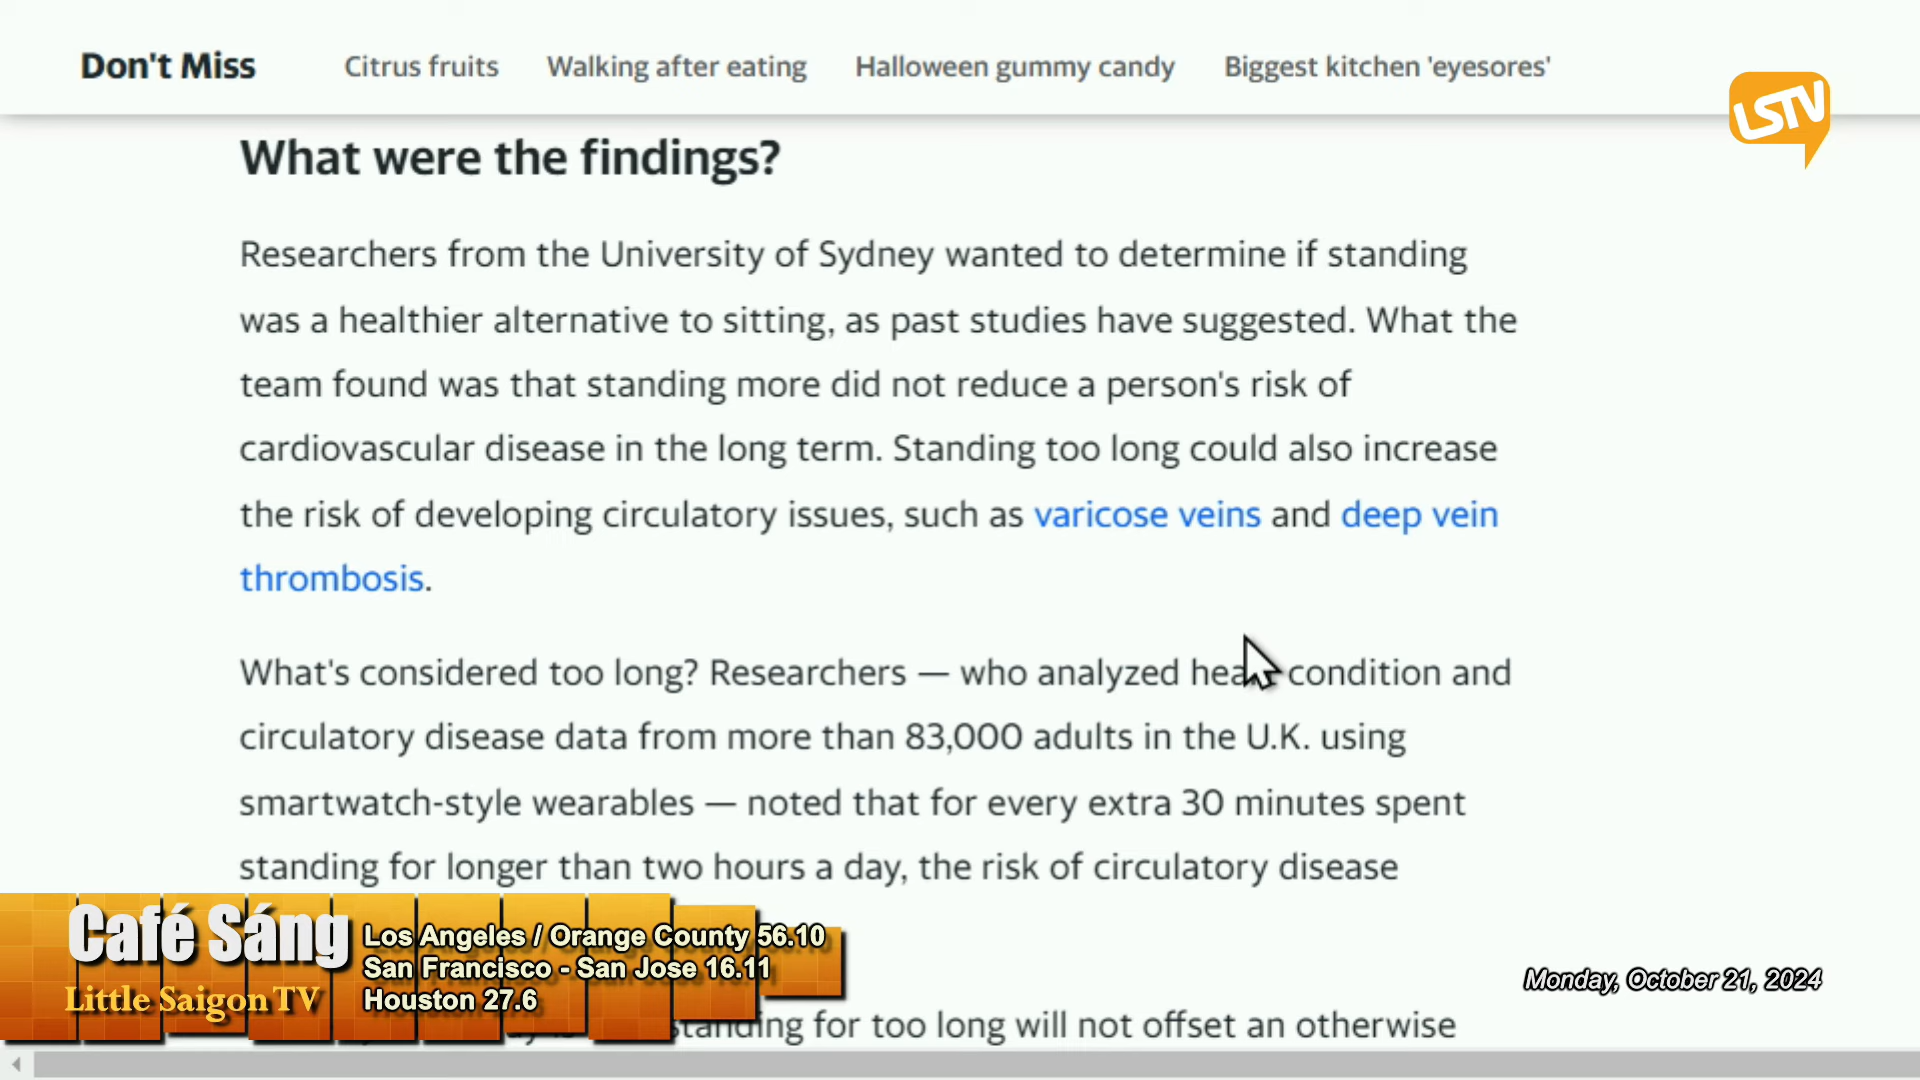 Don't Miss Citrus fruits Walking after eating Halloween gummy candy Biggest kitchen 'eyesores'
LSTV
What were the findings?
Researchers from the University of Sydney wanted to determine if standing
was a healthier alternative to sitting, as past studies have suggested. What the
team found was that standing more did not reduce a person's risk of
cardiovascular disease in the long term. Standing too long could also increase
the risk of developing circulatory issues, such as varicose veins and deep vein
thrombosis.
What's considered too long? Researchers — who analyzed condition and
circulatory disease data from more than 83,000 adults in the U.K. using
smartwatch-style wearables — noted that for every extra 30 minutes spent
standing for longer than two hours a day, the risk of circulatory disease
Café Sáng
Little Saigon TV
Los Angeles / Orange County 56.10
San Francisco - San Jose 16.11
Houston 27.6
Monday, October 21, 2024
standing for too long will not offset an otherwise